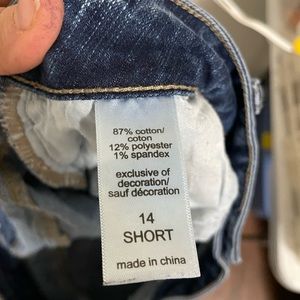 87% cotton/
coton
12% polyester
1% spandex
exclusive of
decoration/
sauf décoration
14
SHORT
made in china